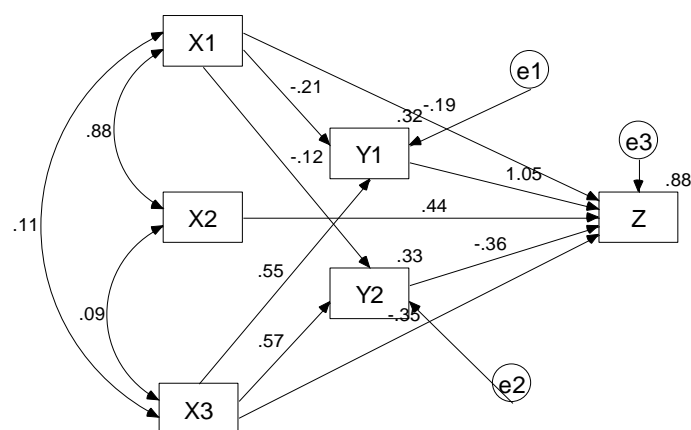 X1
e1
-.21
-.19
.32
.88
-.12
Y1
e3
1.05
.88
X2
.44
Z
.11
.55
.33
-.36
Y2
.09
-.35
.57
e2
X3